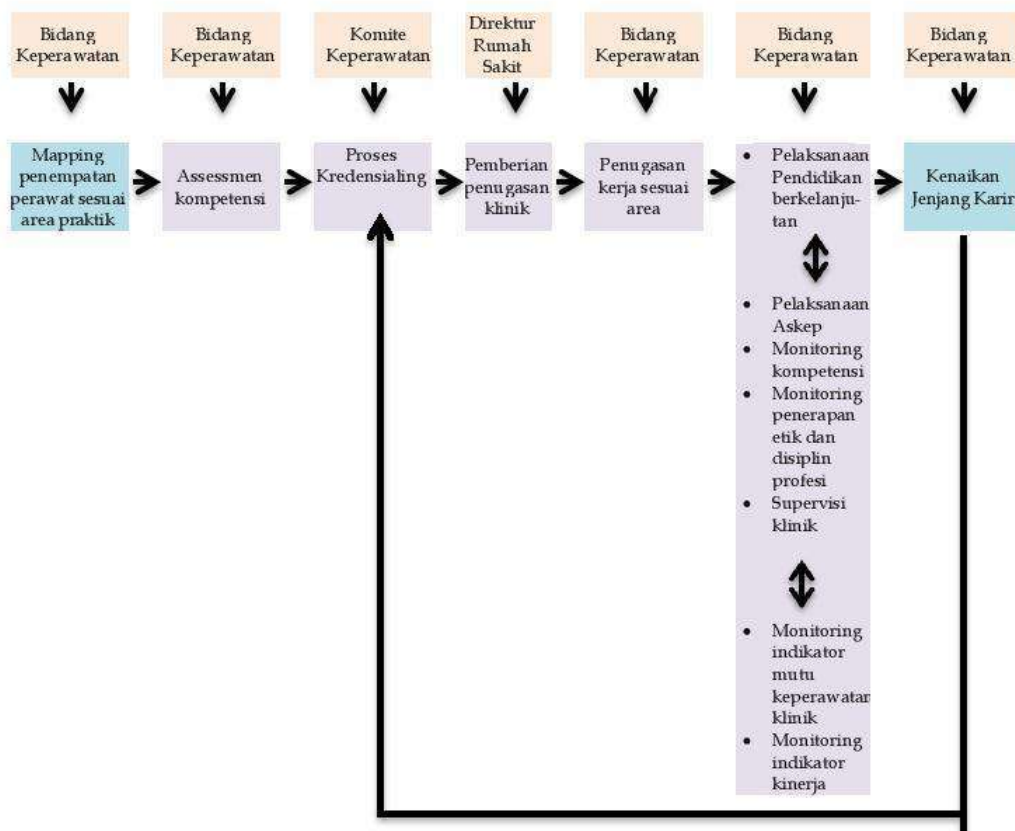 Bidang
Keperawatan
Bidang
Keperawatan
Komite
Keperawatan
Direktur
Rumah
Sakit
Bidang
Keperawatan
Bidang
Keperawatan
Bidang
Keperawatan
Mapping
penempatan
perawat sesuai
area praktik
Assessmen
kompetensi
Proses
Kredensialing
Pemberian
penugasan
klinik
Penugasan
kerja sesuai
area
• Pelaksanaan
Pendidikan
berkelanju-
tan
• Pelaksanaan
Askep
• Monitoring
kompetensi
• Monitoring
penerapan
etik dan
disiplin
profesi
• Supervisi
klinik
• Monitoring
indikator
mutu
keperawatan
klinik
• Monitoring
indikator
kinerja
Kenaikan
Jenjang Karir